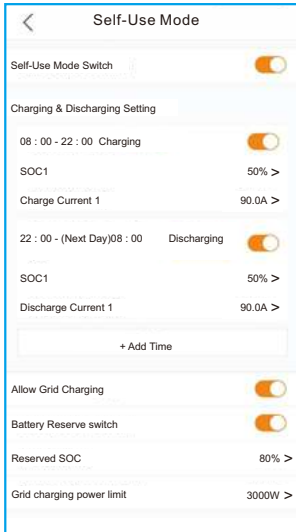 Self-Use Mode
Self-Use Mode Switch
Charging & Discharging Setting
08 : 00 - 22 : 00 Charging
SOC1 50% >
Charge Current 1 90.0A >
22 : 00 - (Next Day)08 : 00 Discharging
SOC1 50% >
Discharge Current 1 90.0A >
+ Add Time
Allow Grid Charging
Battery Reserve switch
Reserved SOC 80% >
Grid charging power limit 3000W >